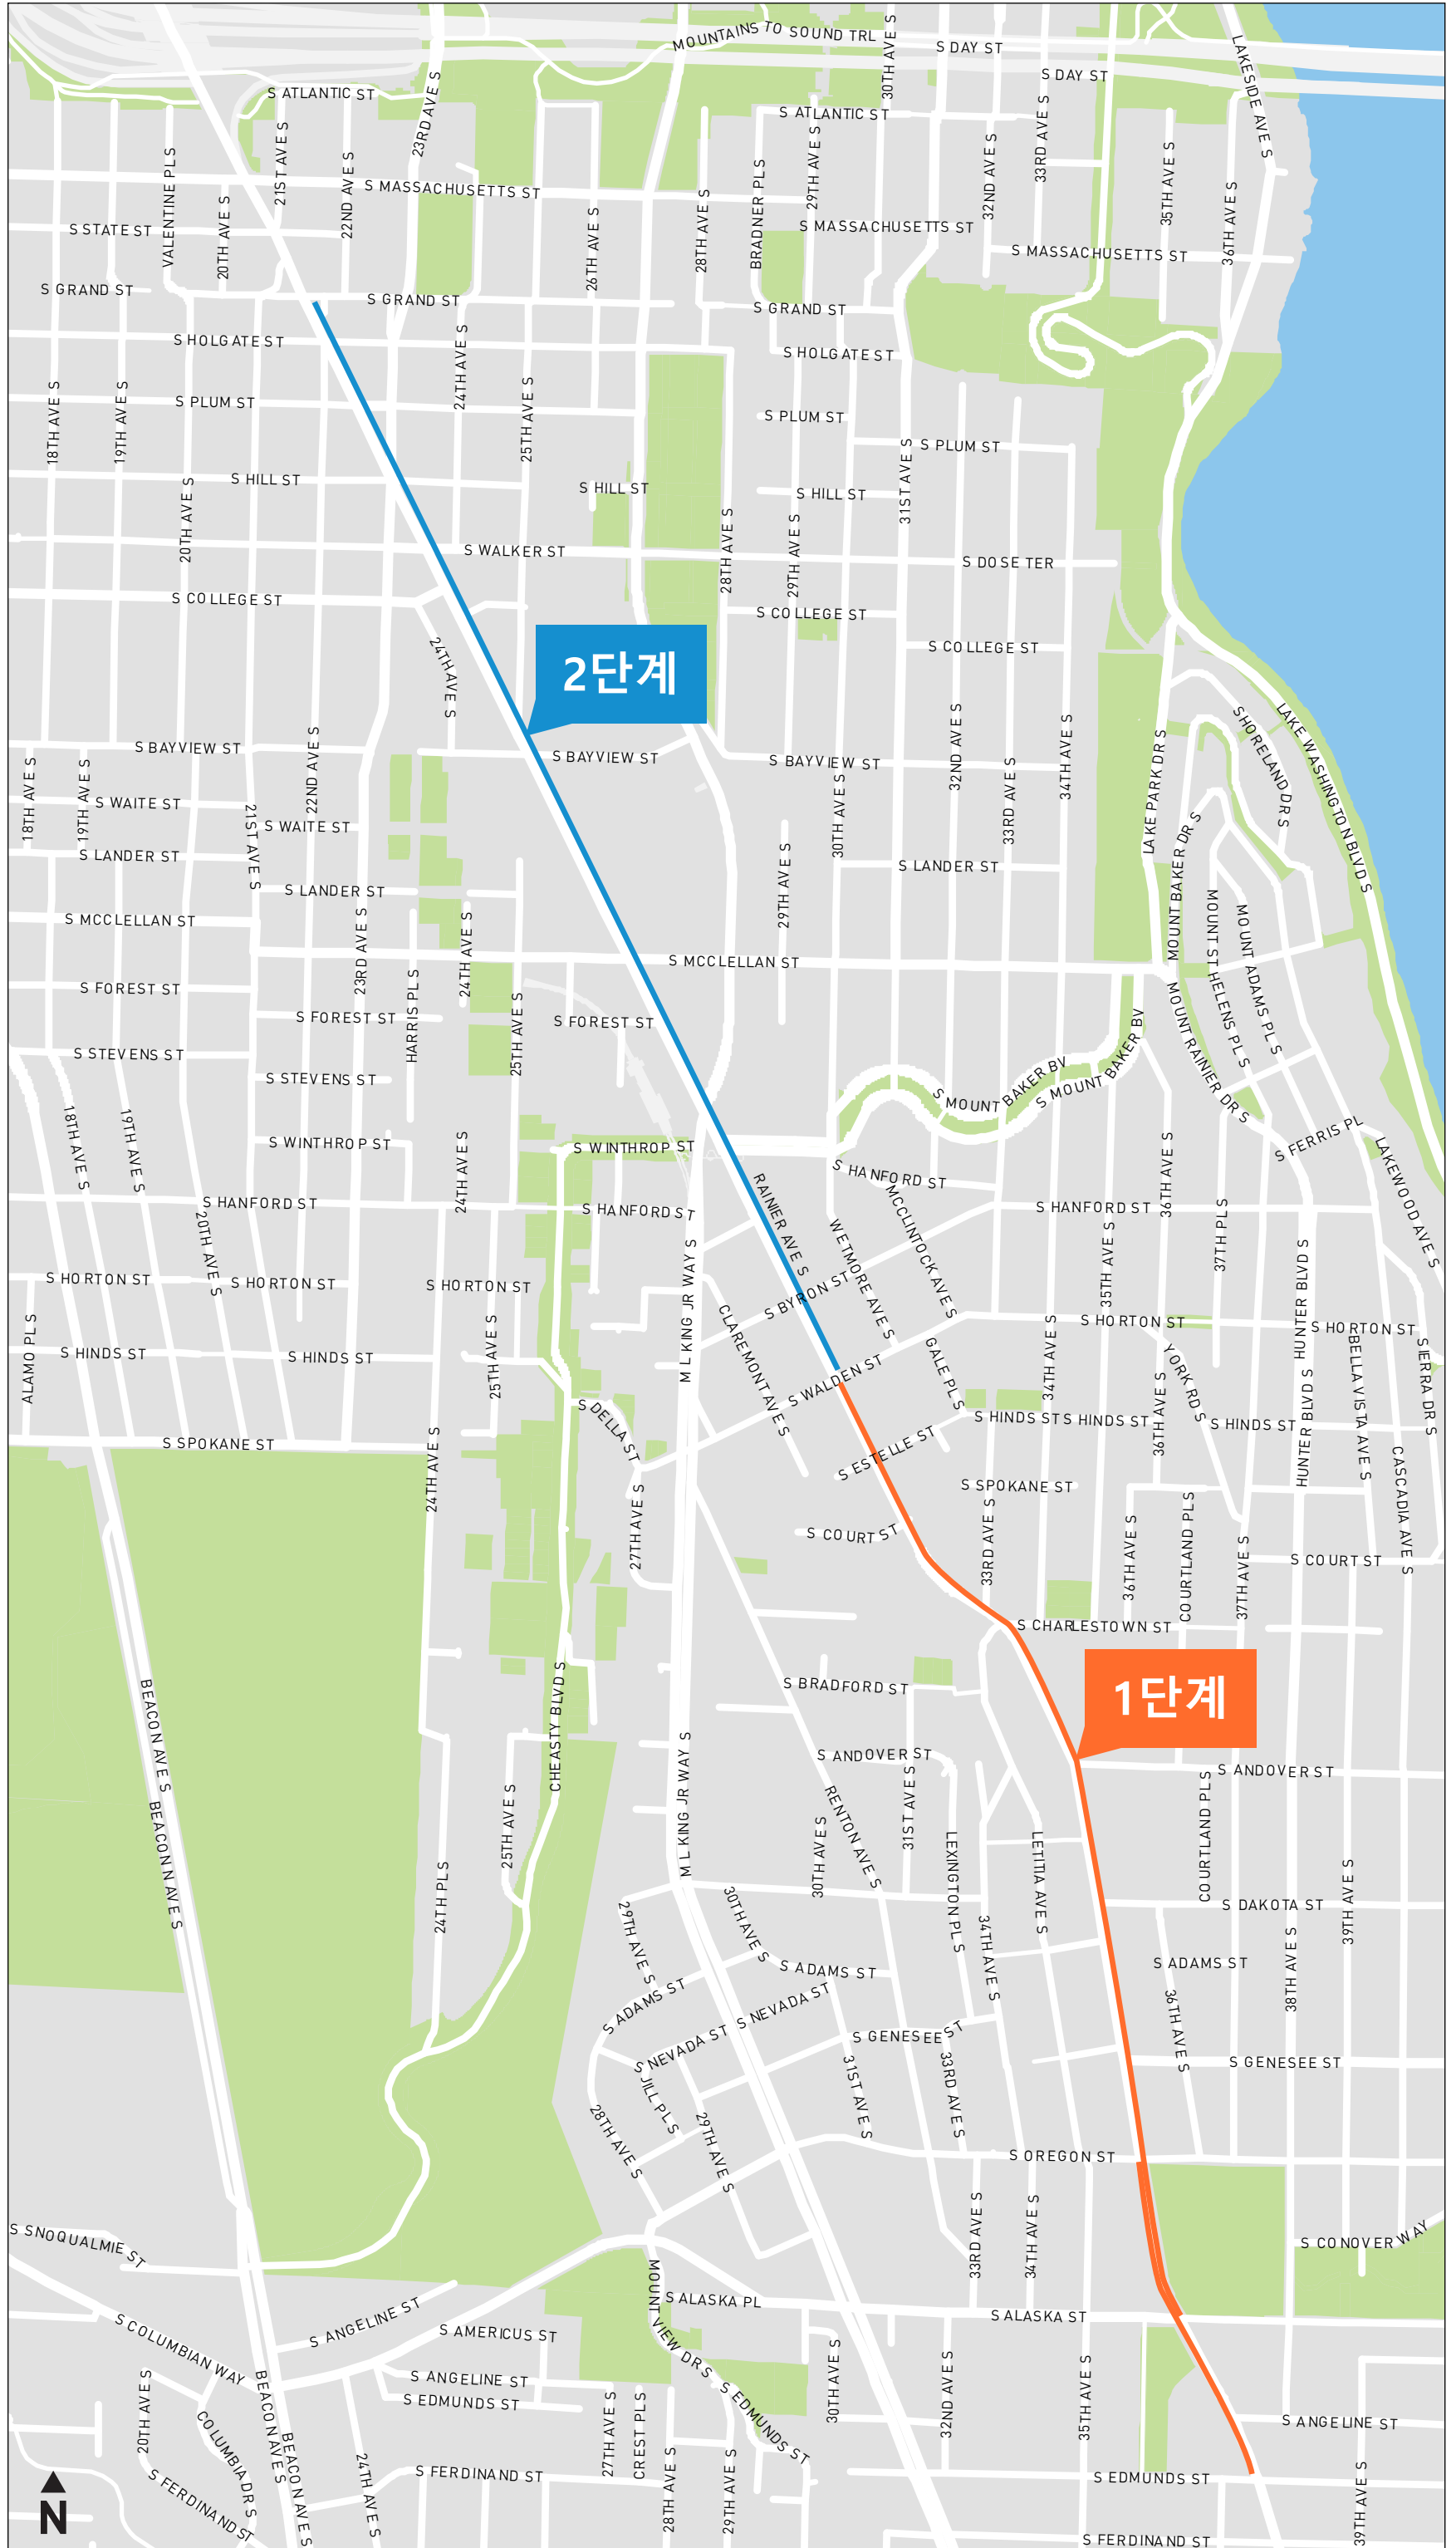 MOUNTAINS TO SOUND TRL
30TH AVE S
S DAY ST
S DAY ST
LAKESIDE AVE S
S ATLANTIC ST
23RD AVE S
S ATLANTIC ST
33RD AVE S
21ST AVE S
22ND AVE S
VALENTINE PL S
20TH AVE S
S MASSACHUSETTS ST
26TH AVE S
28TH AVE S
BRADNER PL S
29TH AVE S
S MASSACHUSETTS ST
32ND AVE S
S MASSACHUSETTS ST
35TH AVE S
36TH AVE S
S STATE ST
S GRAND ST
S GRAND ST
S GRAND ST
S HOLGATE ST
24TH AVE S
S HOLGATE ST
18TH AVE S
19TH AVE S
S PLUM ST
25TH AVE S
S PLUM ST
S PLUM ST
31ST AVE S
S HILL ST
S HILL ST
S HILL ST
20TH AVE S
S WALKER ST
28TH AVE S
29TH AVE S
S DOSE TER
S COLLEGE ST
S COLLEGE ST
S COLLEGE ST
24TH AVE S
2단계
S BAYVIEW ST
22ND AVE S
S BAYVIEW ST
S BAYVIEW ST
32ND AVE S
33RD AVE S
34TH AVE S
LAKE PARK DR S
SHORELAND DR S
LAKE WASHINGTON BLVD S
18TH AVE S
19TH AVE S
S WAITE ST
21ST AVE S
S WAITE ST
30TH AVE S
MOUNT BAKER DR S
S LANDER ST
S LANDER ST
29TH AVE S
S LANDER ST
MOUNT ST HELENS PL S
MOUNT ADAMS PL S
S MCCLELLAN ST
23RD AVE S
24TH AVE S
S MCCLELLAN ST
S FOREST ST
S FOREST ST
HARRIS PL S
25TH AVE S
S FOREST ST
MOUNT RAINIER DR S
S STEVENS ST
S STEVENS ST
S MOUNT BAKER BV
S MOUNT BAKER BV
18TH AVE S
19TH AVE S
S WINTHROP ST
24TH AVE S
S WINTHROP ST
S HANFORD ST
36TH AVE S
S FERRIS PL
LAKEWOOD AVE S
S HANFORD ST
20TH AVE S
S HANFORD ST
RAINIER AVE S
MCCLINTOCK AVE S
S HANFORD ST
37TH PL S
S HORTON ST
S HORTON ST
S HORTON ST
M L KING JR WAY S
S BYRON ST
WETMORE AVE S
35TH AVE S
HUNTER BLVD S
ALAMO PL S
S HINDS ST
S HINDS ST
25TH AVE S
CLAREMONT AVE S
S WALDEN ST
GALE PL S
34TH AVE S
S HORTON ST
S HORTON ST
YORK RD S
BELLA VISTA AVE S
SIERRA DR S
S SPOKANE ST
24TH AVE S
S DELLA ST
27TH AVE S
S ESTELLE ST
S HINDS ST
S HINDS ST
36TH AVE S
S HINDS ST
HUNTER BLVD S
CASCADIA AVE S
S SPOKANE ST
S COURT ST
33RD AVE S
36TH AVE S
COURTLAND PL S
37TH AVE S
S COURT ST
S CHARLESTOWN ST
BEACON AVE S
CHEASTY BLVD S
S BRADFORD ST
1단계
M L KING JR WAY S
S ANDOVER ST
S ANDOVER ST
BEACON AVE S
25TH AVE S
24TH PL S
30TH AVE S
RENTON AVE S
31ST AVE S
LEXINGTON PL S
LETITIA AVE S
COURTLAND PL S
39TH AVE S
29TH AVE S
30TH AVE S
34TH AVE S
S DAKOTA ST
S ADAMS ST
S ADAMS ST
S ADAMS ST
38TH AVE S
36TH AVE S
S NEVADA ST
S NEVADA ST
S GENESEE ST
S GENESEE ST
JILL PL S
28TH AVE S
29TH AVE S
31ST AVE S
33RD AVE S
S OREGON ST
33RD AVE S
34TH AVE S
S SNOQUALMIE ST
S CONOVER WAY
MOUNT VIEW DR S
S ALASKA PL
S ALASKA ST
S COLUMBIAN WAY
S ANGELINE ST
S AMERICUS ST
S ANGELINE ST
S EDMUNDS ST
S EDMUNDS ST
30TH AVE S
32ND AVE S
35TH AVE S
20TH AVE S
COLUMBIA DR S
BEACON AVE S
BEACON AVE S
24TH AVE S
27TH AVE S
CREST PL S
28TH AVE S
29TH AVE S
S ANGELINE ST
S FERDINAND ST
S FERDINAND ST
S EDMUNDS ST
39TH AVE S
S FERDINAND ST
N